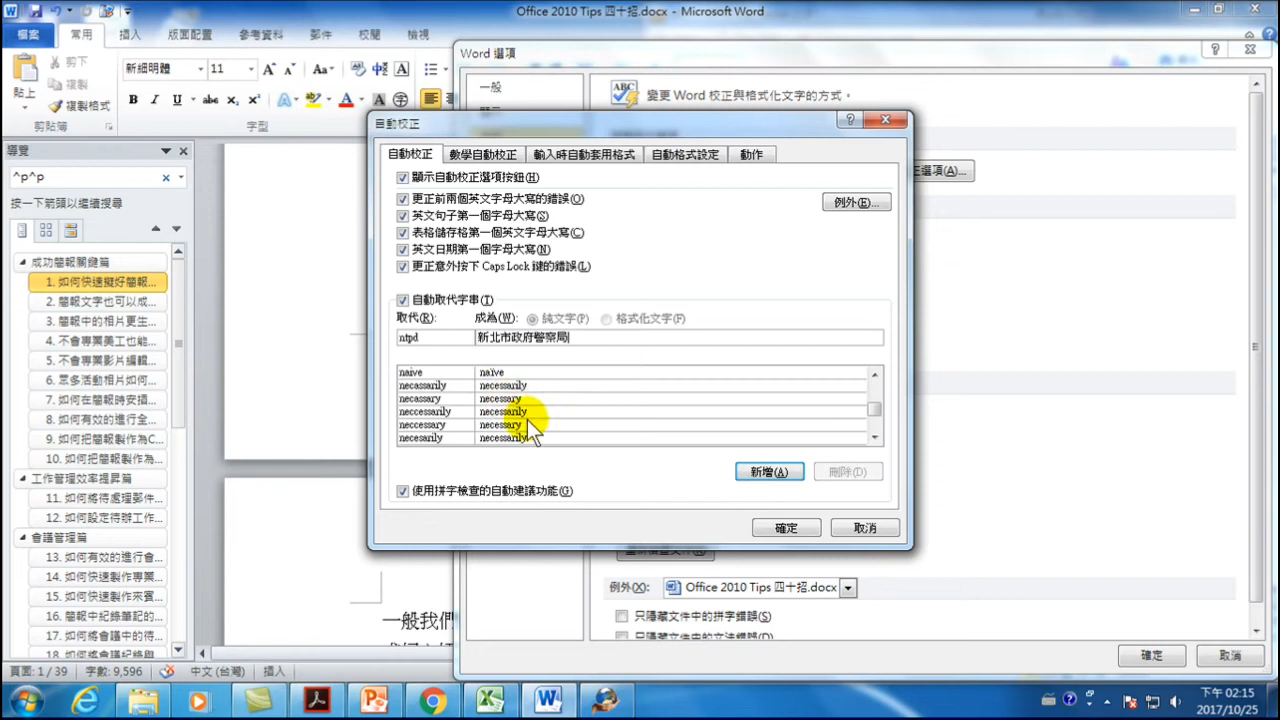 Office 2010 Tips 四十招.docx - Microsoft Word
檔案 常用 插入 版面配置 參考資料 郵件 校閱 檢視
剪下
複製
貼上 複製格式
剪貼簿
新細明體 11
字型
Word 選項
一般
變更 Word 校正與格式化文字的方式。
自動校正
自動校正 數學自動校正 輸入時自動套用格式 自動格式設定 動作
顯示自動校正選項按鈕(H)
更正前兩個英文字母大寫的錯誤(O)
例外(E)...
英文句子第一個字母大寫(S)
表格儲存格第一個英文字母大寫(C)
英文日期第一個字母大寫(N)
更正意外按下 Caps Lock 鍵的錯誤(L)
自動取代字串(T)
取代(R): 成為(W): 純文字(P) 格式化文字(F)
ntpd 新北市政府警察局
naive naïve
necassarily necessarily
necassary necessary
neccessarily necessarily
neccessary necessary
necesarily necessarily
新增(A) 刪除(D)
使用拼字檢查的自動建議功能(G)
確定 取消
正選項(A)...
例外(X): Office 2010 Tips 四十招.docx
只隱藏文件中的拼字錯誤(S)
只隱藏文件中的文法錯誤(D)
確定 取消
導覽
^p^p
按一下箭頭以繼續搜尋
成功簡報關鍵篇
1. 如何快速擬好簡報...
2. 簡報文字也可以成...
3. 簡報中的相片更生...
4. 不會專業美工也能...
5. 不會專業影片編輯...
6. 眾多活動相片如何...
7. 如何在簡報時安插...
8. 如何有效的進行全...
9. 如何把簡報製作為C...
10. 如何把簡報製作為...
工作管理效率提昇篇
11. 如何將待處理郵件...
12. 如何設定待辦工作...
會議管理篇
13. 如何有效的進行會...
14. 如何快速製作專業...
15. 如何快速製作來賓...
16. 簡報中紀錄筆記的...
17. 如何將會議中的待...
18. 如何將會議紀錄與...
一般我們
頁面: 1 / 39 字數: 9,596 中文 (台灣) 插入
下午 02:15
2017/10/25